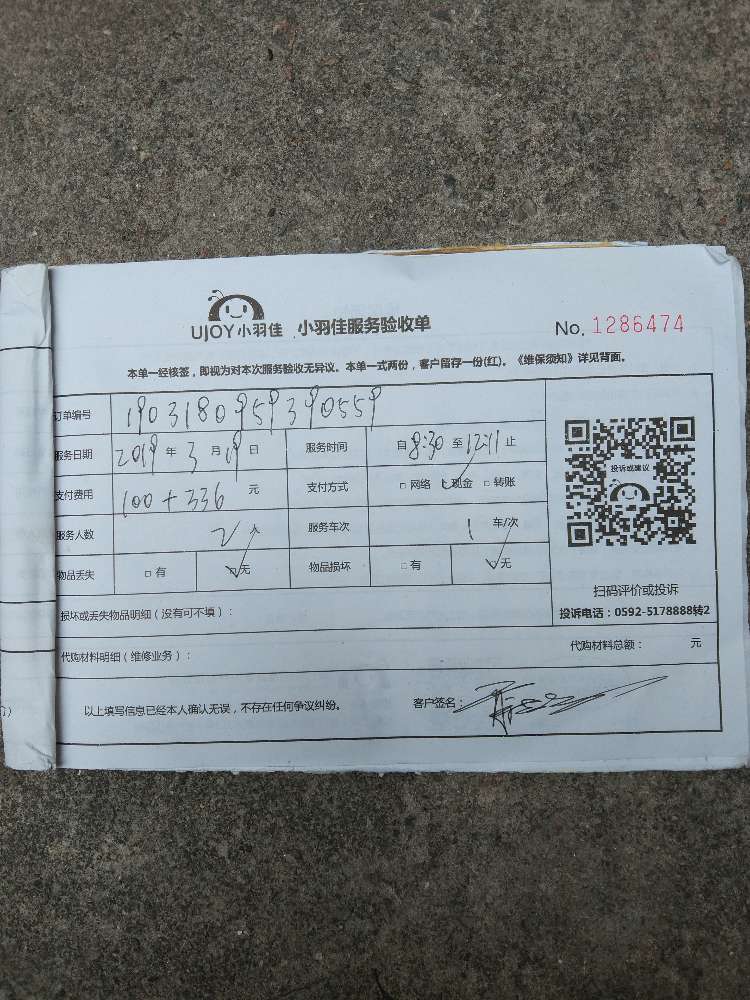 UJOY小羽佳 小羽佳服务验收单 No. 1286474
本单一经核签，即视为对本次服务验收无异议。本单一式两份，客户留存一份(红)。《维保须知》详见背面。
订单编号 190318095939 0559
服务日期 2019 年 3 月 19 日 服务时间 自 8:30 至 12:11 止
支付费用 100+336 元 支付方式 □ 网络 ☑ 现金 □ 转账
服务人数 2 人 服务车次 1 车/次
物品丢失 □ 有 ☑ 无 物品损坏 □ 有 ☑ 无
投诉或建议
扫码评价或投诉
投诉电话：0592-5178888转2
损坏或丢失物品明细（没有可不填）：
代购材料明细（维修业务）： 代购材料总额： 元
以上填写信息已经本人确认无误，不存在任何争议纠纷。 客户签名：